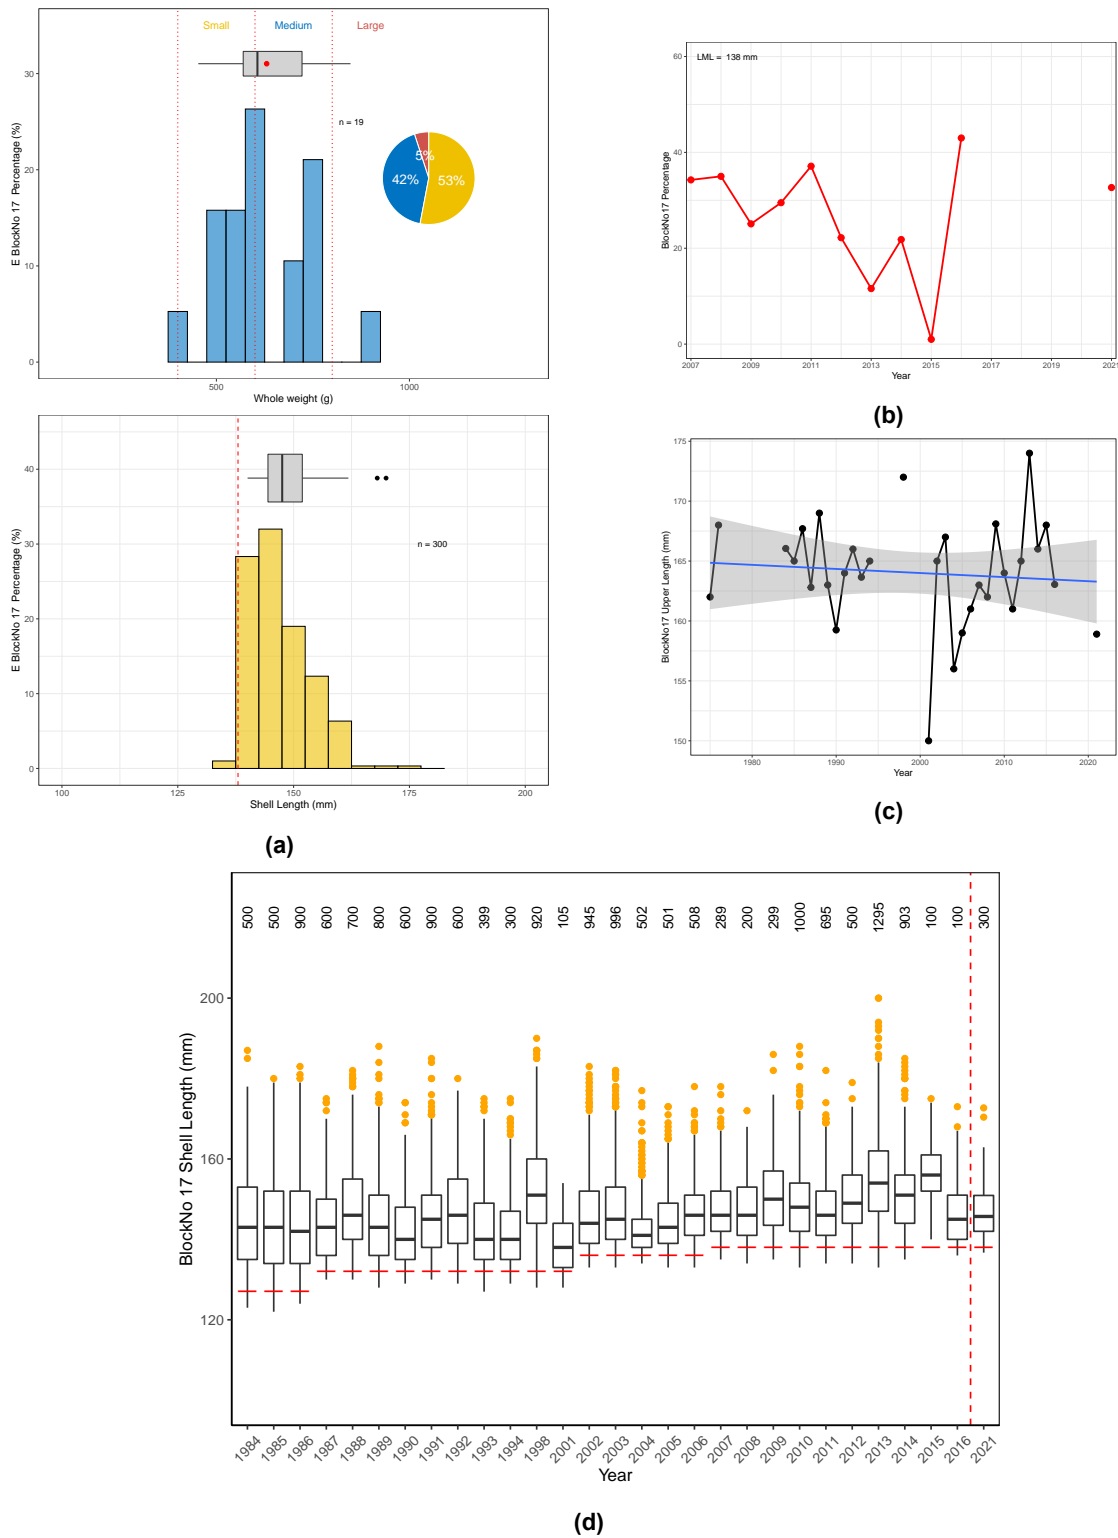 Small Medium Large
n = 19
5%
42% 53%
E BlockNo 17 Percentage (%)
30
20
10
0
500 1000
Whole weight (g)
n = 300
E BlockNo 17 Percentage (%)
40
30
20
10
0
100 125 150 175 200
Shell Length (mm)
(a)
LML = 138 mm
BlockNo17 Percentage
60
40
20
0
2007 2009 2011 2013 2015 2017 2019 2021
Year
(b)
BlockNo17 Upper Length (mm)
175
170
165
160
155
150
1980 1990 2000 2010 2020
Year
(c)
500 500 900 600 700 800 600 900 600 399 300 920 105 945 996 502 501 508 289 200 299 1000 695 500 1295 903 100 100 300
BlockNo 17 Shell Length (mm)
200
160
120
1984 1985 1986 1987 1988 1989 1990 1991 1992 1993 1994 1998 2001 2002 2003 2004 2005 2006 2007 2008 2009 2010 2011 2012 2013 2014 2015 2016 2021
Year
(d)